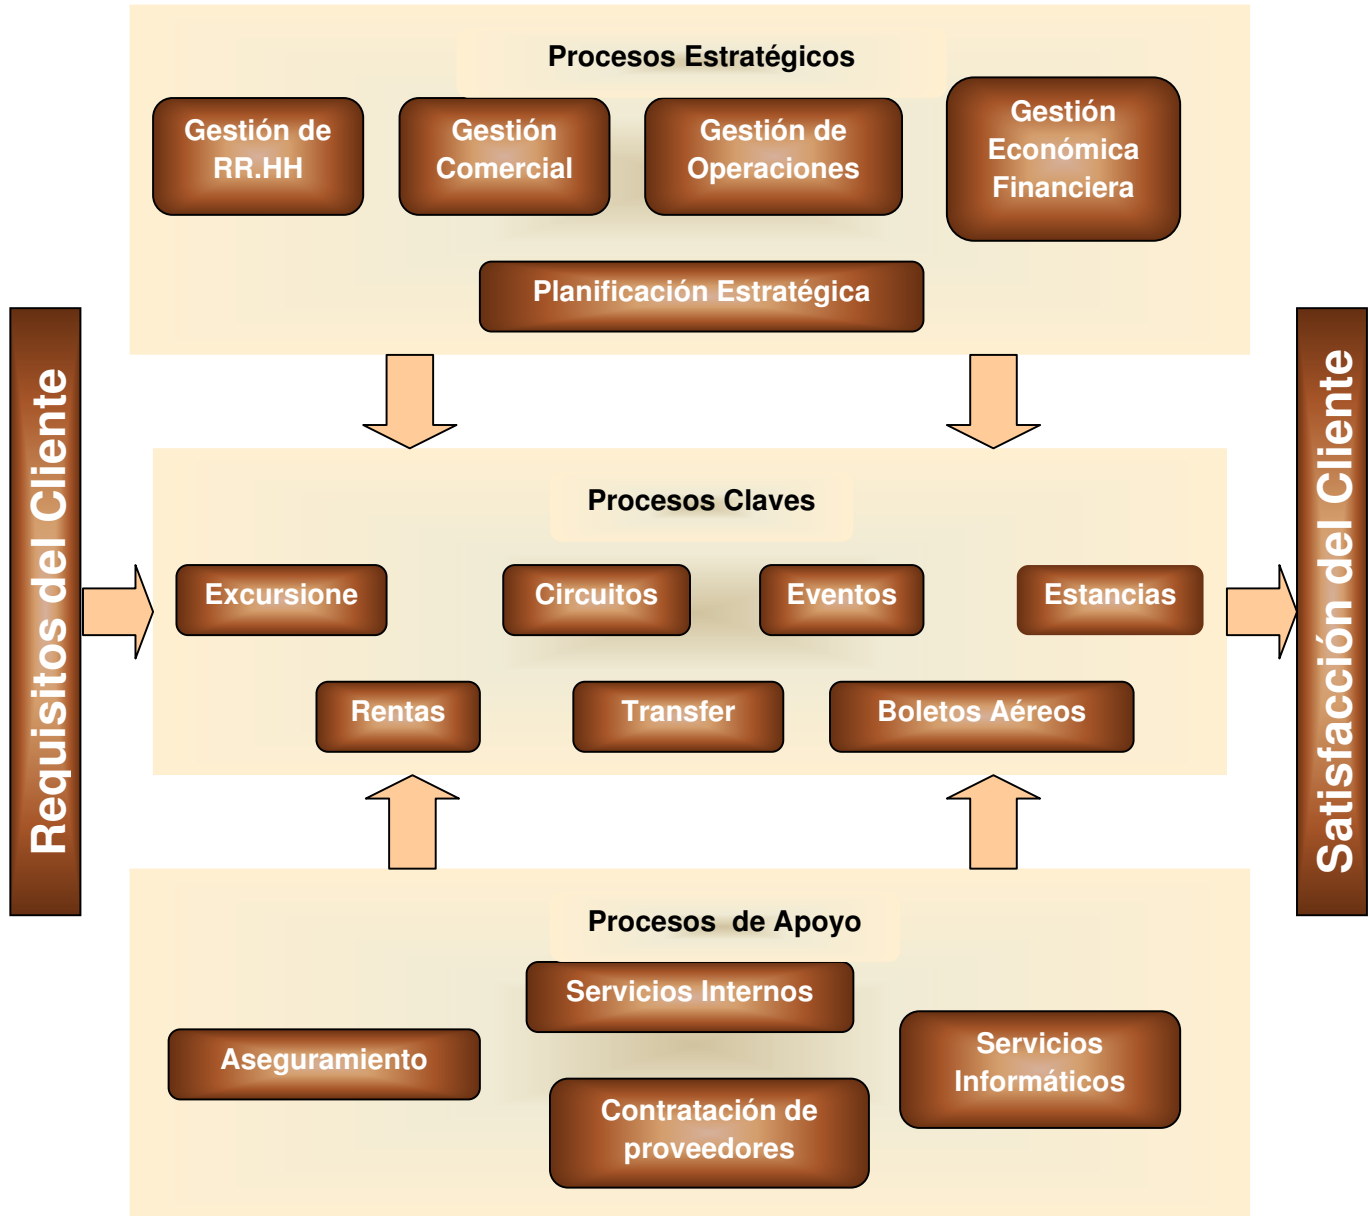 Procesos Estratégicos
Gestión de
RR.HH
Gestión
Comercial
Gestión de
Operaciones
Gestión
Económica
Financiera
Planificación Estratégica
Requisitos del Cliente
Procesos Claves
Excursione
Circuitos
Eventos
Estancias
Rentas
Transfer
Boletos Aéreos
Satisfacción del Cliente
Procesos de Apoyo
Servicios Internos
Aseguramiento
Servicios
Informáticos
Contratación de
proveedores